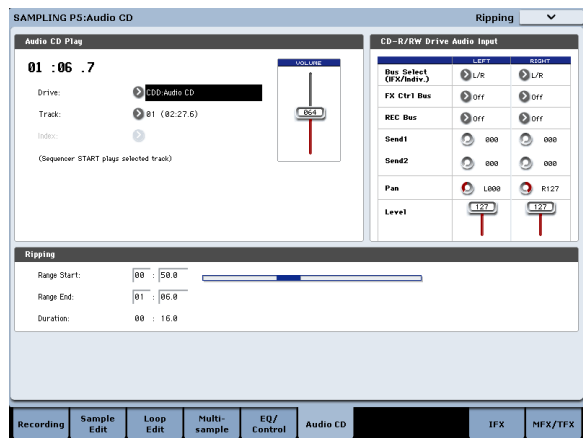 SAMPLING P5:Audio CD
Ripping
Audio CD Play
01 :06 .7
Drive:
CDD:Audio CD
Track:
01 (02:27.6)
Index:
(Sequencer START plays selected track)
VOLUME
064
CD-R/RW Drive Audio Input
LEFT RIGHT
Bus Select
(IFX/Indiv.)
L/R L/R
FX Ctrl Bus Off Off
REC Bus Off Off
Send1 000 000
Send2 000 000
Pan L000 R127
Level 127 127
Ripping
Range Start: 00 : 50.0
Range End: 01 : 06.0
Duration: 00 : 16.0
Recording
Sample
Edit
Loop
Edit
Multi-
sample
EQ/
Control
Audio CD
IFX
MFX/TFX